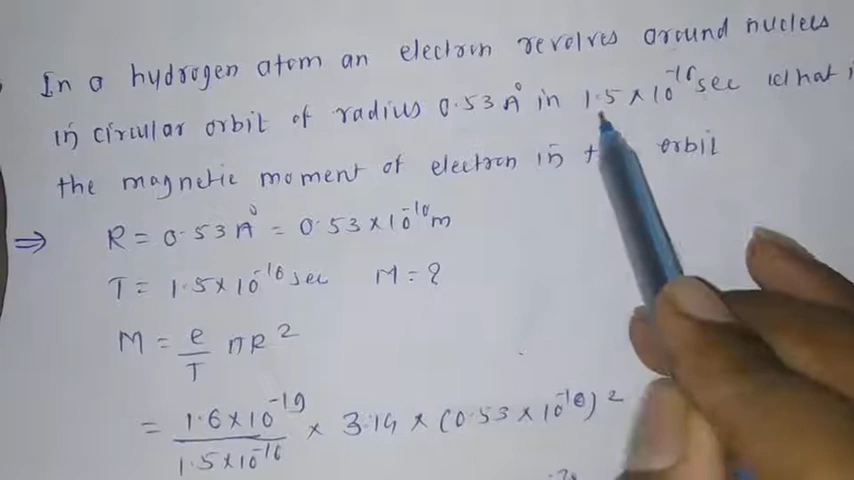 In a hydrogen atom an electron revolves around nucleus
in circular orbit of radius 0.53 A° in 1.5 × 10⁻¹⁶ sec what i
the magnetic moment of electron in orbit
⇒ R = 0.53 A° = 0.53 × 10⁻¹⁰ m
T = 1.5 × 10⁻¹⁶ sec M = ?
M = e/T πR²
= 1.6 × 10⁻¹⁹ / 1.5 × 10⁻¹⁶ × 3.14 × (0.53 × 10⁻¹⁰)²